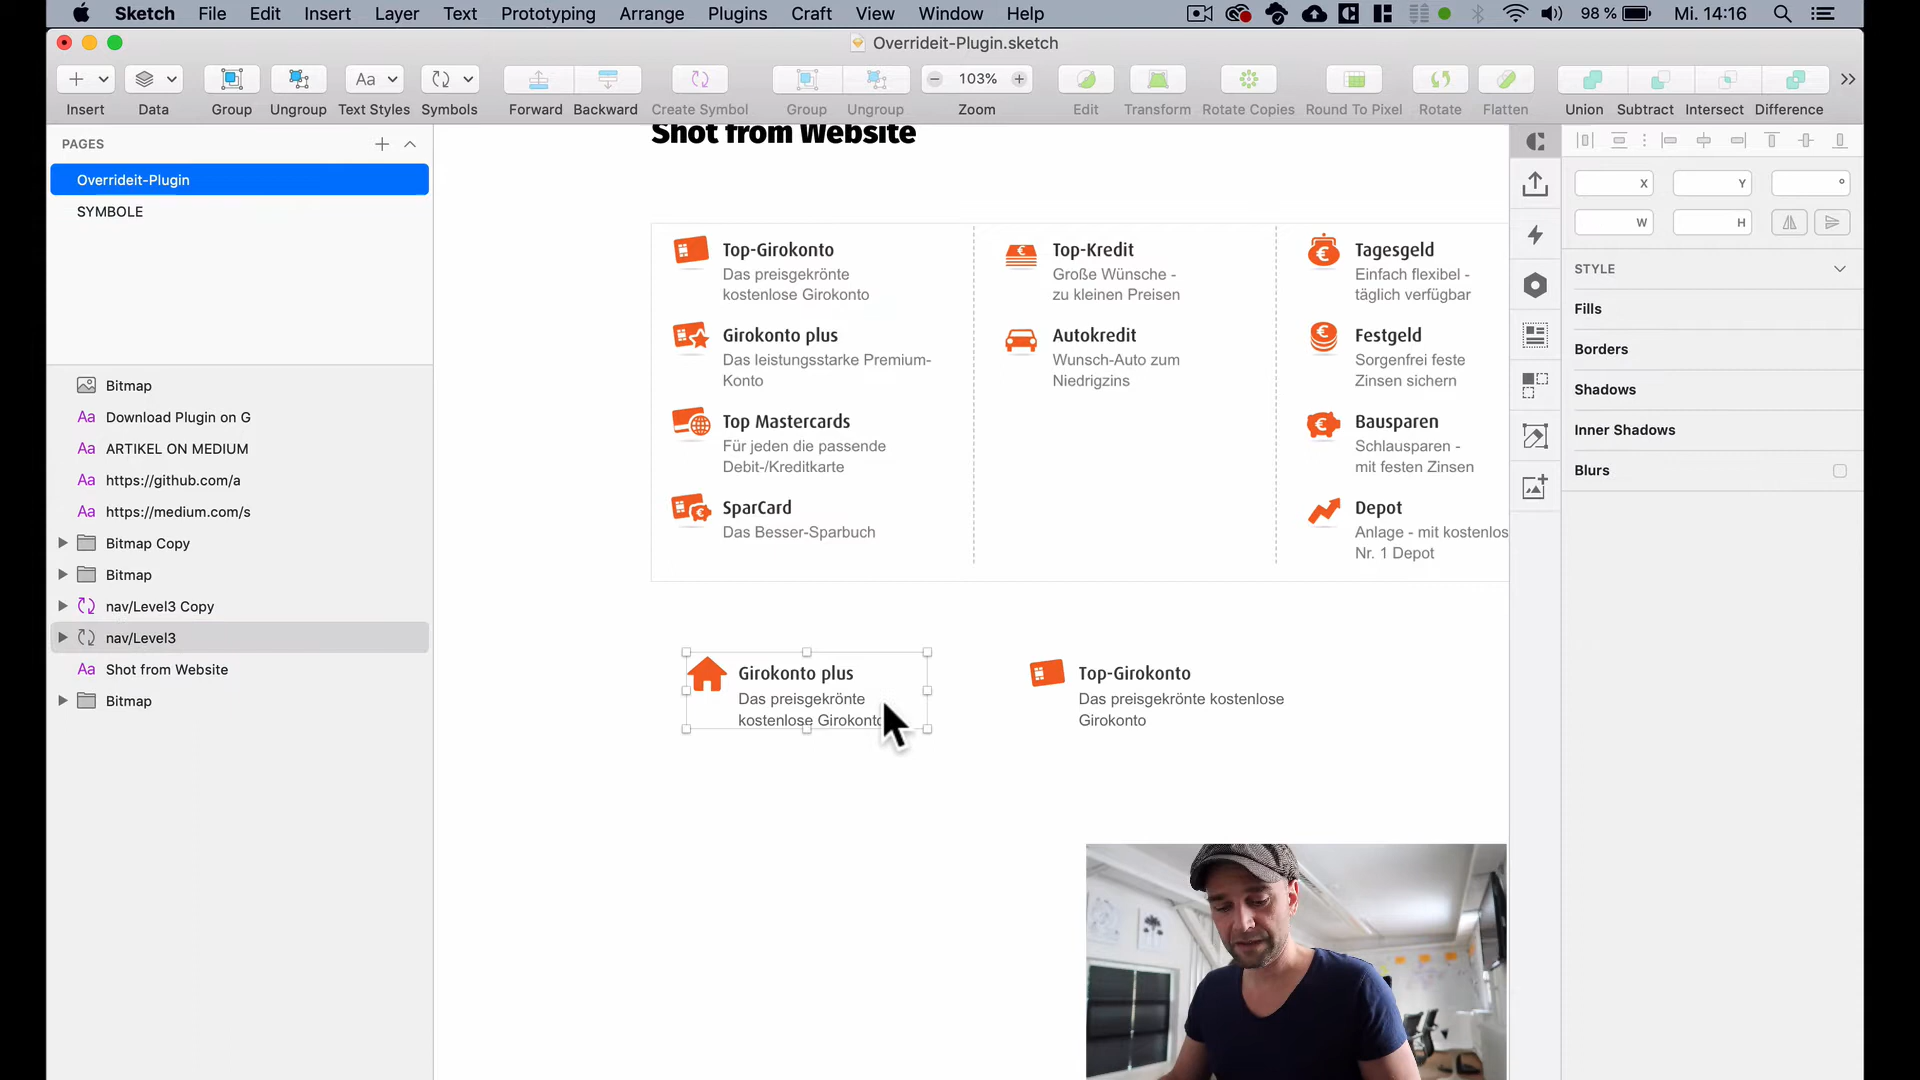 Sketch File Edit Insert Layer Text Prototyping Arrange Plugins Craft View Window Help 98 % Mi. 14:16
Overrideit-Plugin.sketch
Aa 103%
Insert Data Group Ungroup Text Styles Symbols Forward Backward Create Symbol Group Ungroup Zoom Edit Transform Rotate Copies Round To Pixel Rotate Flatten Union Subtract Intersect Difference
PAGES
Overrideit-Plugin
SYMBOLE
Bitmap
Aa Download Plugin on G
Aa ARTIKEL ON MEDIUM
Aa https://github.com/a
Aa https://medium.com/s
Bitmap Copy
Bitmap
nav/Level3 Copy
nav/Level3
Aa Shot from Website
Bitmap
Shot from Website
Top-Girokonto
Das preisgekrönte
kostenlose Girokonto
Girokonto plus
Das leistungsstarke Premium-
Konto
Top Mastercards
Für jeden die passende
Debit-/Kreditkarte
SparCard
Das Besser-Sparbuch
Top-Kredit
Große Wünsche -
zu kleinen Preisen
Autokredit
Wunsch-Auto zum
Niedrigzins
Tagesgeld
Einfach flexibel -
täglich verfügbar
Festgeld
Sorgenfrei feste
Zinsen sichern
Bausparen
Schlausparen -
mit festen Zinsen
Depot
Anlage - mit kostenlos
Nr. 1 Depot
Girokonto plus
Das preisgekrönte
kostenlose Girokonto
Top-Girokonto
Das preisgekrönte kostenlose
Girokonto
X Y °
W H
STYLE
Fills
Borders
Shadows
Inner Shadows
Blurs